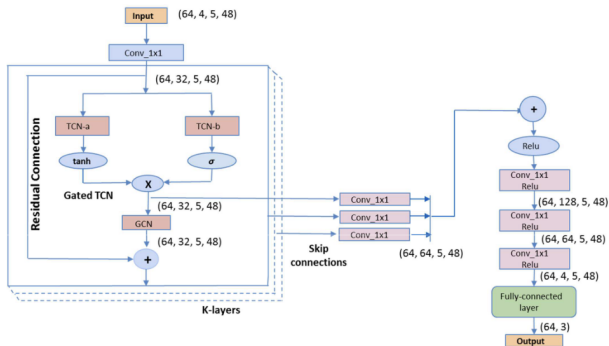 Input
(64, 4, 5, 48)
Conv_1x1
(64, 32, 5, 48)
Residual Connection
TCN-a
TCN-b
tanh
σ
Gated TCN
X
(64, 32, 5, 48)
GCN
(64, 32, 5, 48)
+
K-layers
Conv_1x1
Conv_1x1
Conv_1x1
Skip
connections
(64, 64, 5, 48)
+
Relu
Conv_1x1
Relu
(64, 128, 5, 48)
Conv_1x1
Relu
(64, 64, 5, 48)
Conv_1x1
Relu
(64, 4, 5, 48)
Fully-connected
layer
(64, 3)
Output